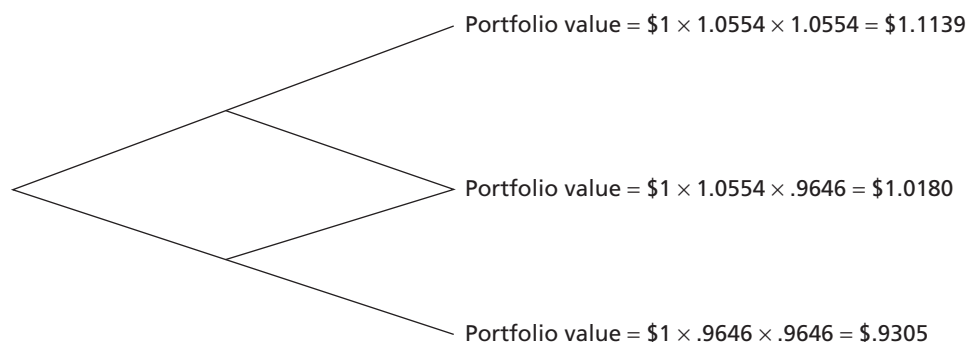 Portfolio value = $1 × 1.0554 × 1.0554 = $1.1139
Portfolio value = $1 × 1.0554 × .9646 = $1.0180
Portfolio value = $1 × .9646 × .9646 = $.9305